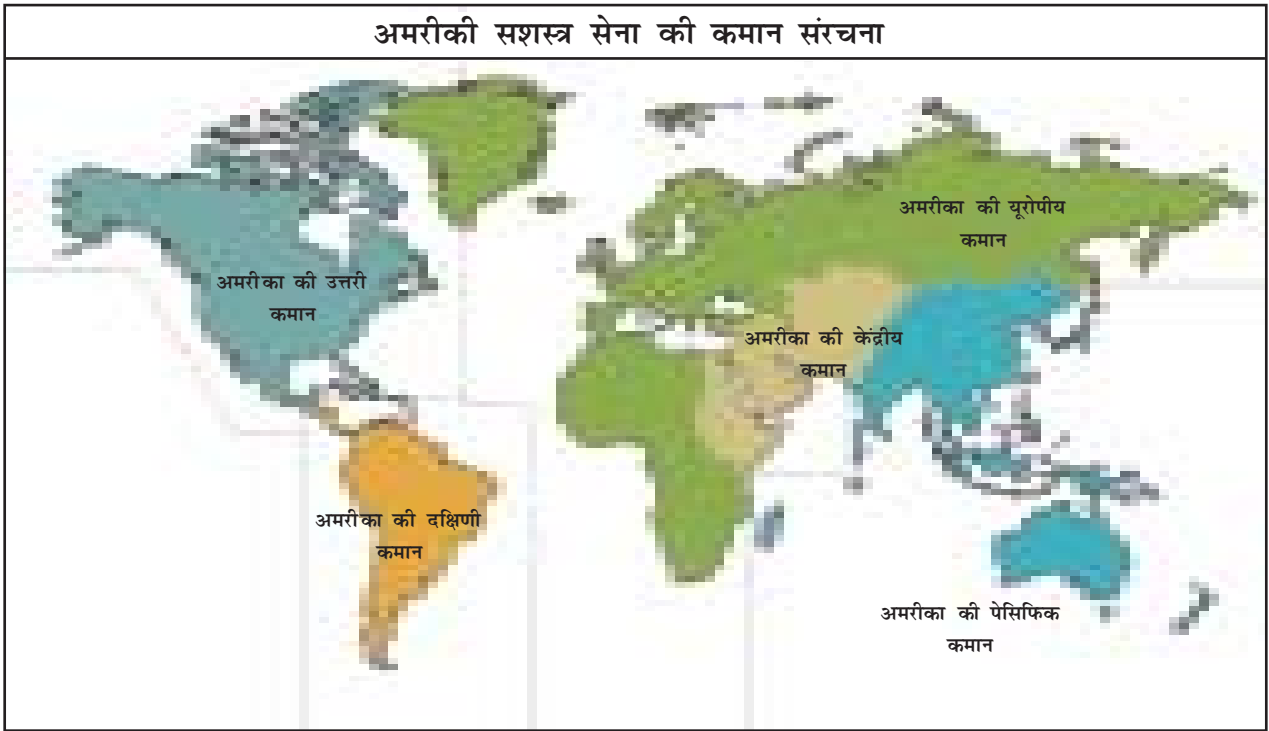 अमरीकी सशस्त्र सेना की कमान संरचना
अमरीका की यूरोपीय
कमान
अमरीका की उत्तरी
कमान
अमरीका की केंद्रीय
कमान
अमरीका की दक्षिणी
कमान
अमरीका की पेसिफिक
कमान